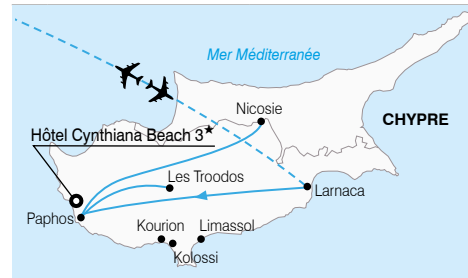 Mer Méditerranée
Nicosie
CHYPRE
Hôtel Cynthiana Beach 3★
Les Troodos
Larnaca
Paphos
Kourion
Limassol
Kolossi